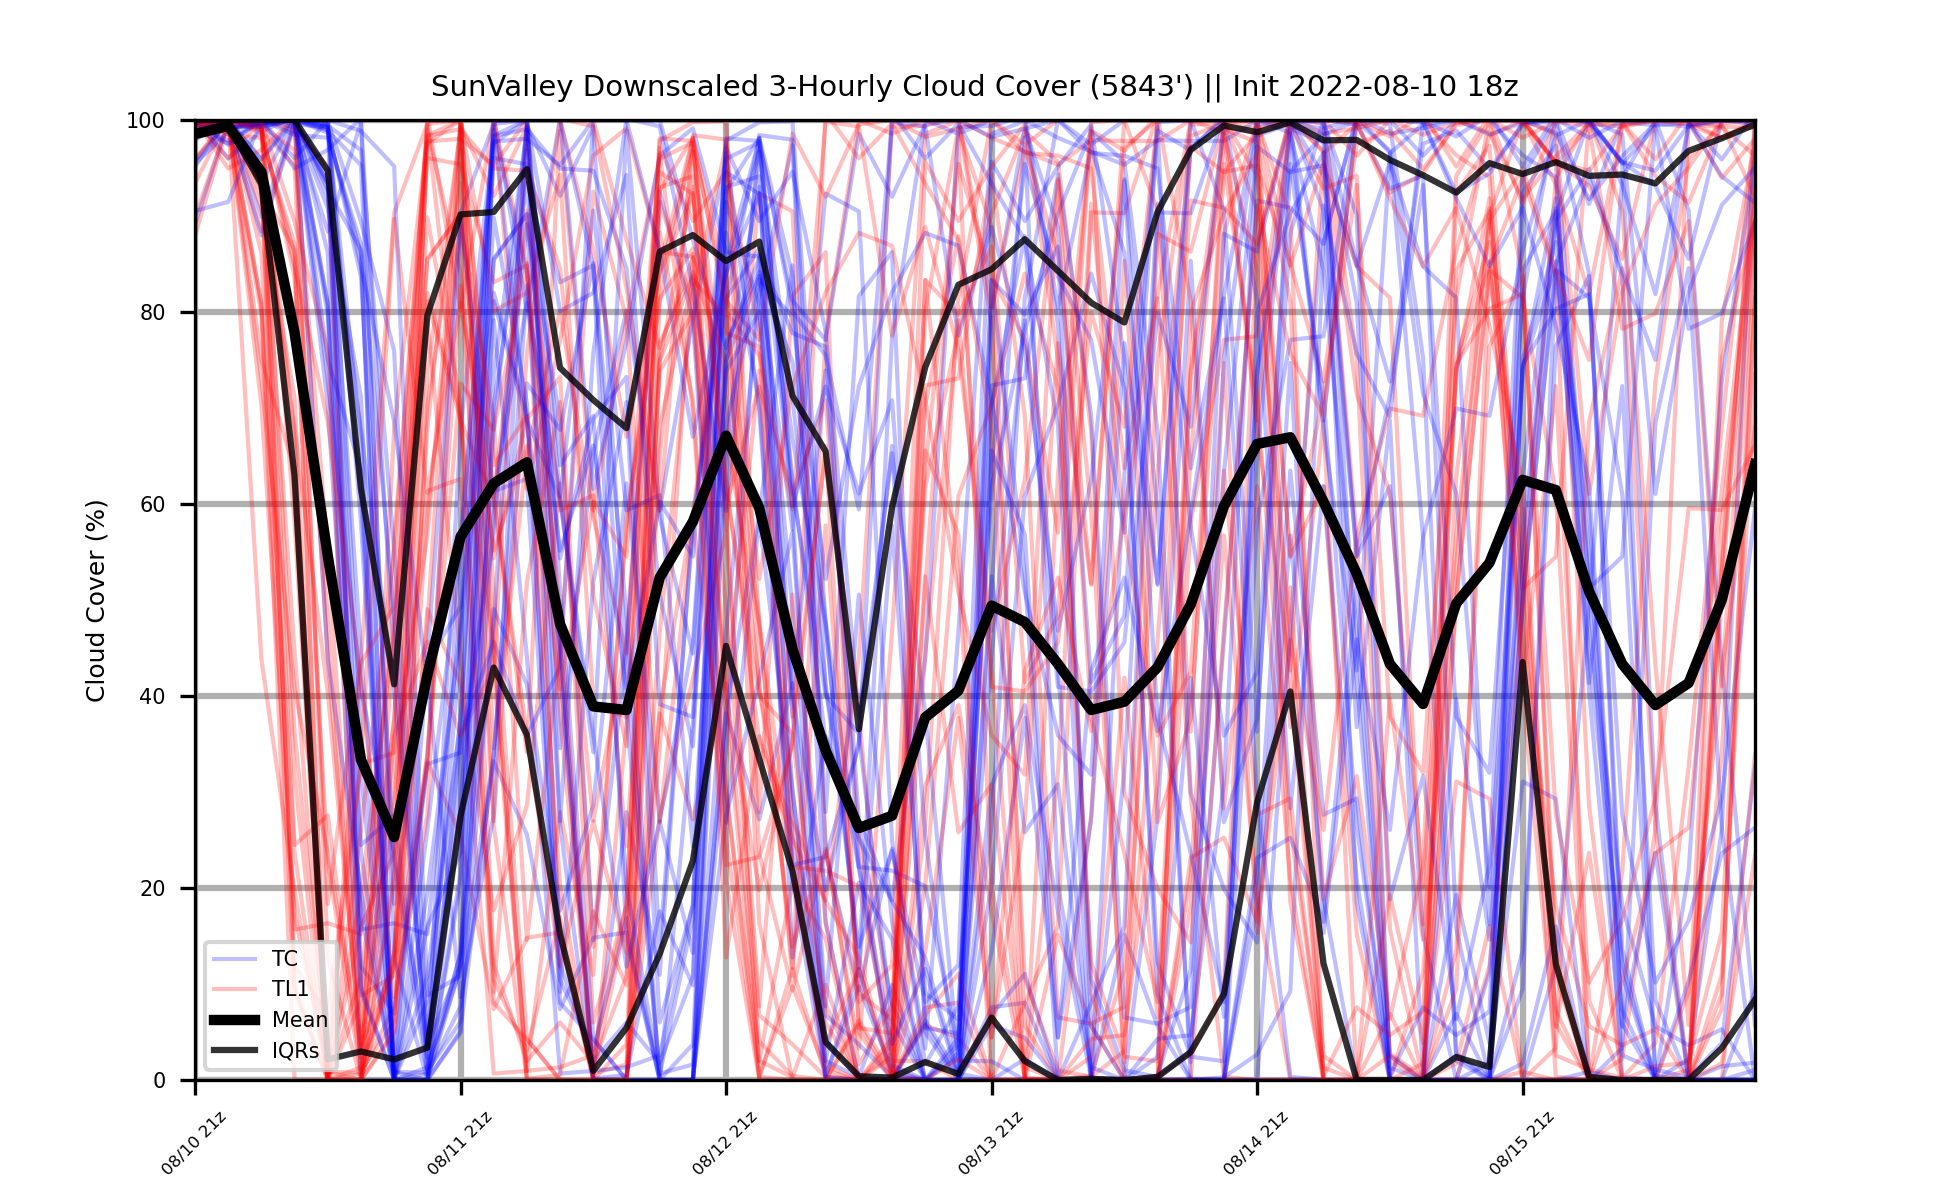 SunValley Downscaled 3-Hourly Cloud Cover (5843') || Init 2022-08-10 18z
Cloud Cover (%)
100
80
60
40
20
0
TC
TL1
Mean
IQRs
08/10 21z
08/11 21z
08/12 21z
08/13 21z
08/14 21z
08/15 21z